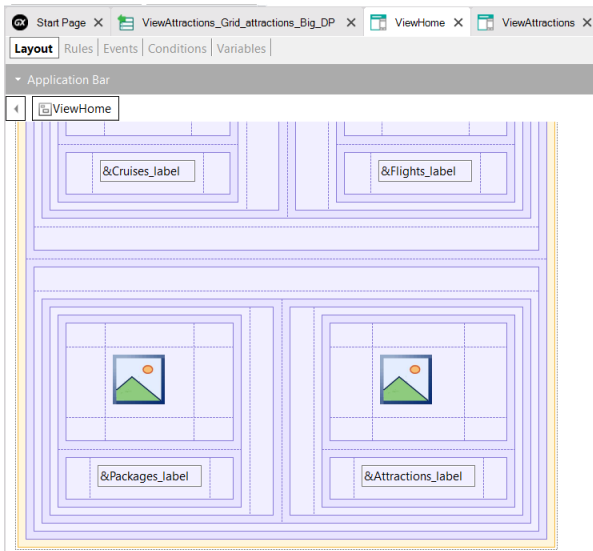 GX Start Page X ViewAttractions_Grid_attractions_Big_DP X ViewHome X ViewAttractions X
Layout Rules Events Conditions Variables
Application Bar
ViewHome
&Cruises_label &Flights_label
&Packages_label &Attractions_label